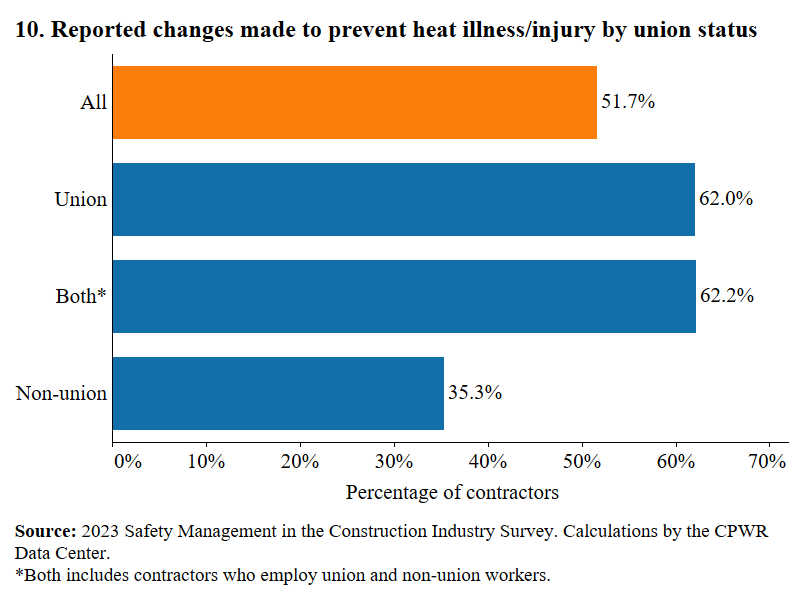 10. Reported changes made to prevent heat illness/injury by union status
All
51.7%
Union
62.0%
Both*
62.2%
Non-union
35.3%
0% 10% 20% 30% 40% 50% 60% 70%
Percentage of contractors
Source: 2023 Safety Management in the Construction Industry Survey. Calculations by the CPWR
Data Center.
*Both includes contractors who employ union and non-union workers.